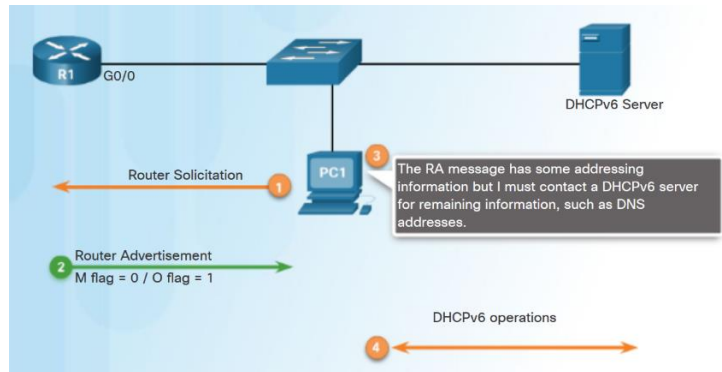 R1
G0/0
DHCPv6 Server
Router Solicitation
1
PC1
3
The RA message has some addressing
information but I must contact a DHCPv6 server
for remaining information, such as DNS
addresses.
2
Router Advertisement
M flag = 0 / O flag = 1
DHCPv6 operations
4